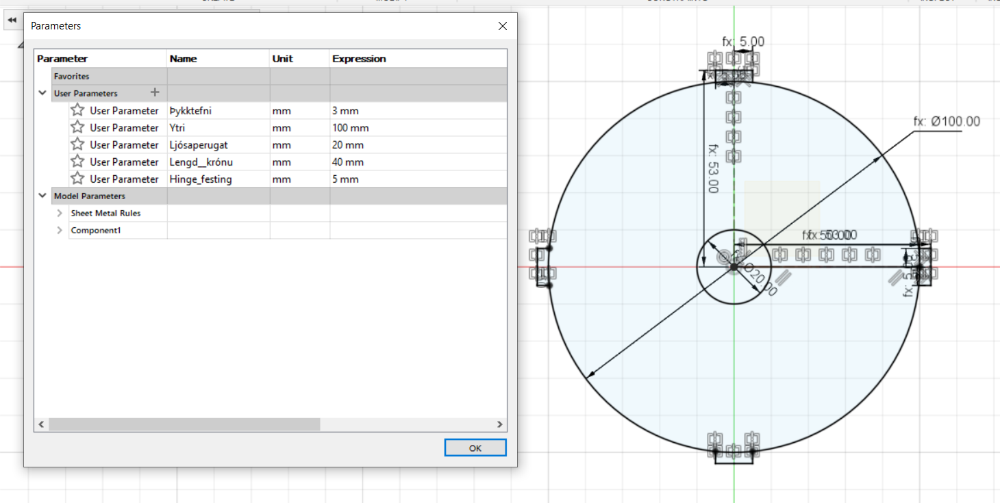 Parameters
Parameter Name Unit Expression
Favorites
User Parameters
User Parameter Þykktefni mm 3 mm
User Parameter Ytri mm 100 mm
User Parameter Ljósaperugat mm 20 mm
User Parameter Lengd__krónu mm 40 mm
User Parameter Hinge_festing mm 5 mm
Model Parameters
Sheet Metal Rules
Component1
OK
fx: 5.00
fx: Ø100.00
fx: 53.00
Ø20.00
fx: 5.00